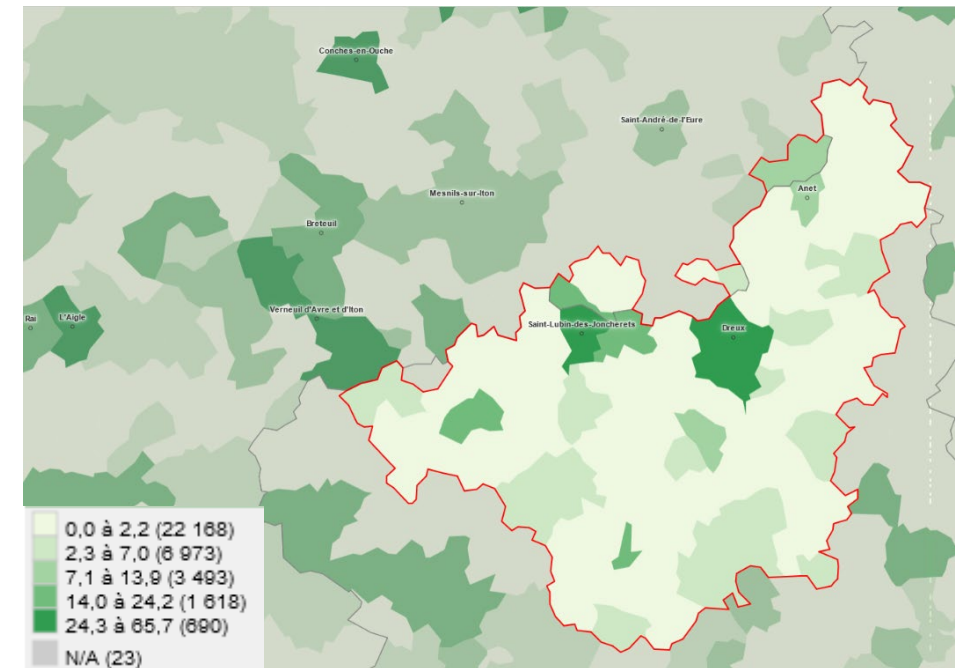 Conches-en-Ouche
Saint-André-de-l'Eure
Anet
Mesnils-sur-Iton
Breteuil
Verneuil d'Avre et d'Iton
Rai
L'Aigle
Saint-Lubin-des-Joncherets
Dreux
0,0 à 2,2 (22 168)
2,3 à 7,0 (6 973)
7,1 à 13,9 (3 493)
14,0 à 24,2 (1 618)
24,3 à 65,7 (690)
N/A (23)